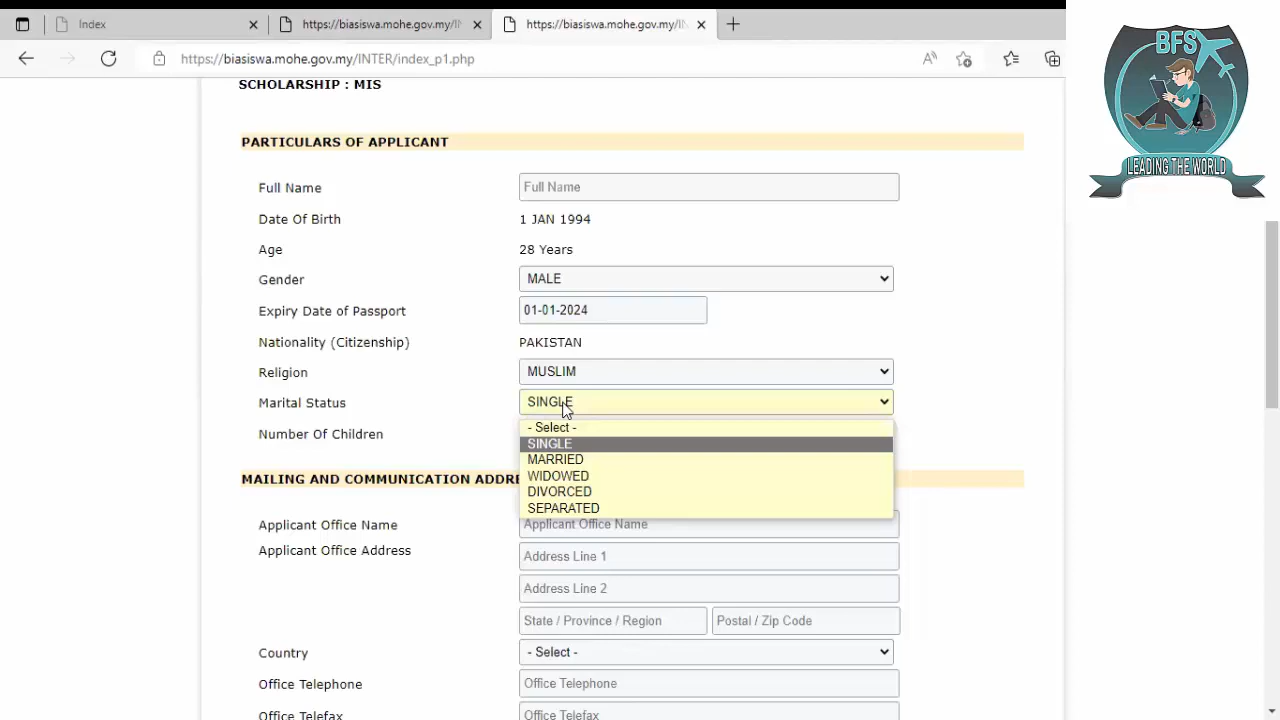 Index
https://biasiswa.mohe.gov.my/IN
https://biasiswa.mohe.gov.my/IN
https://biasiswa.mohe.gov.my/INTER/index_p1.php
SCHOLARSHIP : MIS
PARTICULARS OF APPLICANT
Full Name Full Name
Date Of Birth 1 JAN 1994
Age 28 Years
Gender MALE
Expiry Date of Passport 01-01-2024
Nationality (Citizenship) PAKISTAN
Religion MUSLIM
Marital Status SINGLE
- Select -
Number Of Children SINGLE
MARRIED
WIDOWED
DIVORCED
SEPARATED
MAILING AND COMMUNICATION ADDRE
Applicant Office Name Applicant Office Name
Applicant Office Address Address Line 1
Address Line 2
State / Province / Region Postal / Zip Code
Country - Select -
Office Telephone Office Telephone
Office Telefax Office Telefax
BFS
LEADING THE WORLD